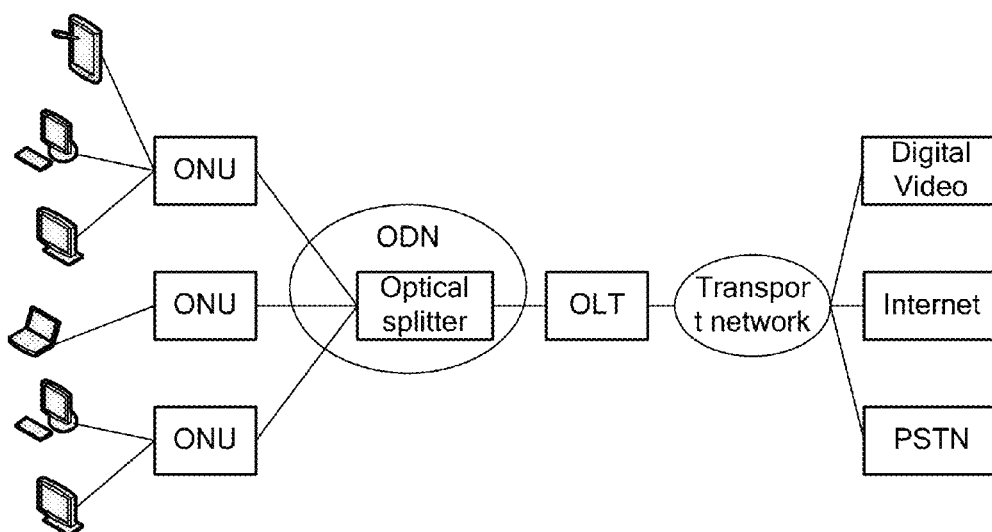 ONU
ODN
Digital
Video
ONU
Optical
splitter
OLT
Transpor
t network
Internet
ONU
PSTN